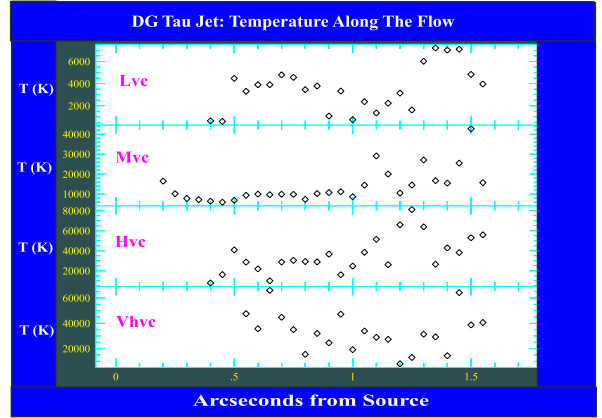 DG Tau Jet: Temperature Along The Flow
T (K)
6000
4000
2000
Lvc
T (K)
40000
30000
20000
10000
Mvc
T (K)
80000
60000
40000
20000
Hvc
T (K)
60000
40000
20000
Vhvc
0 .5 1 1.5
Arcseconds from Source